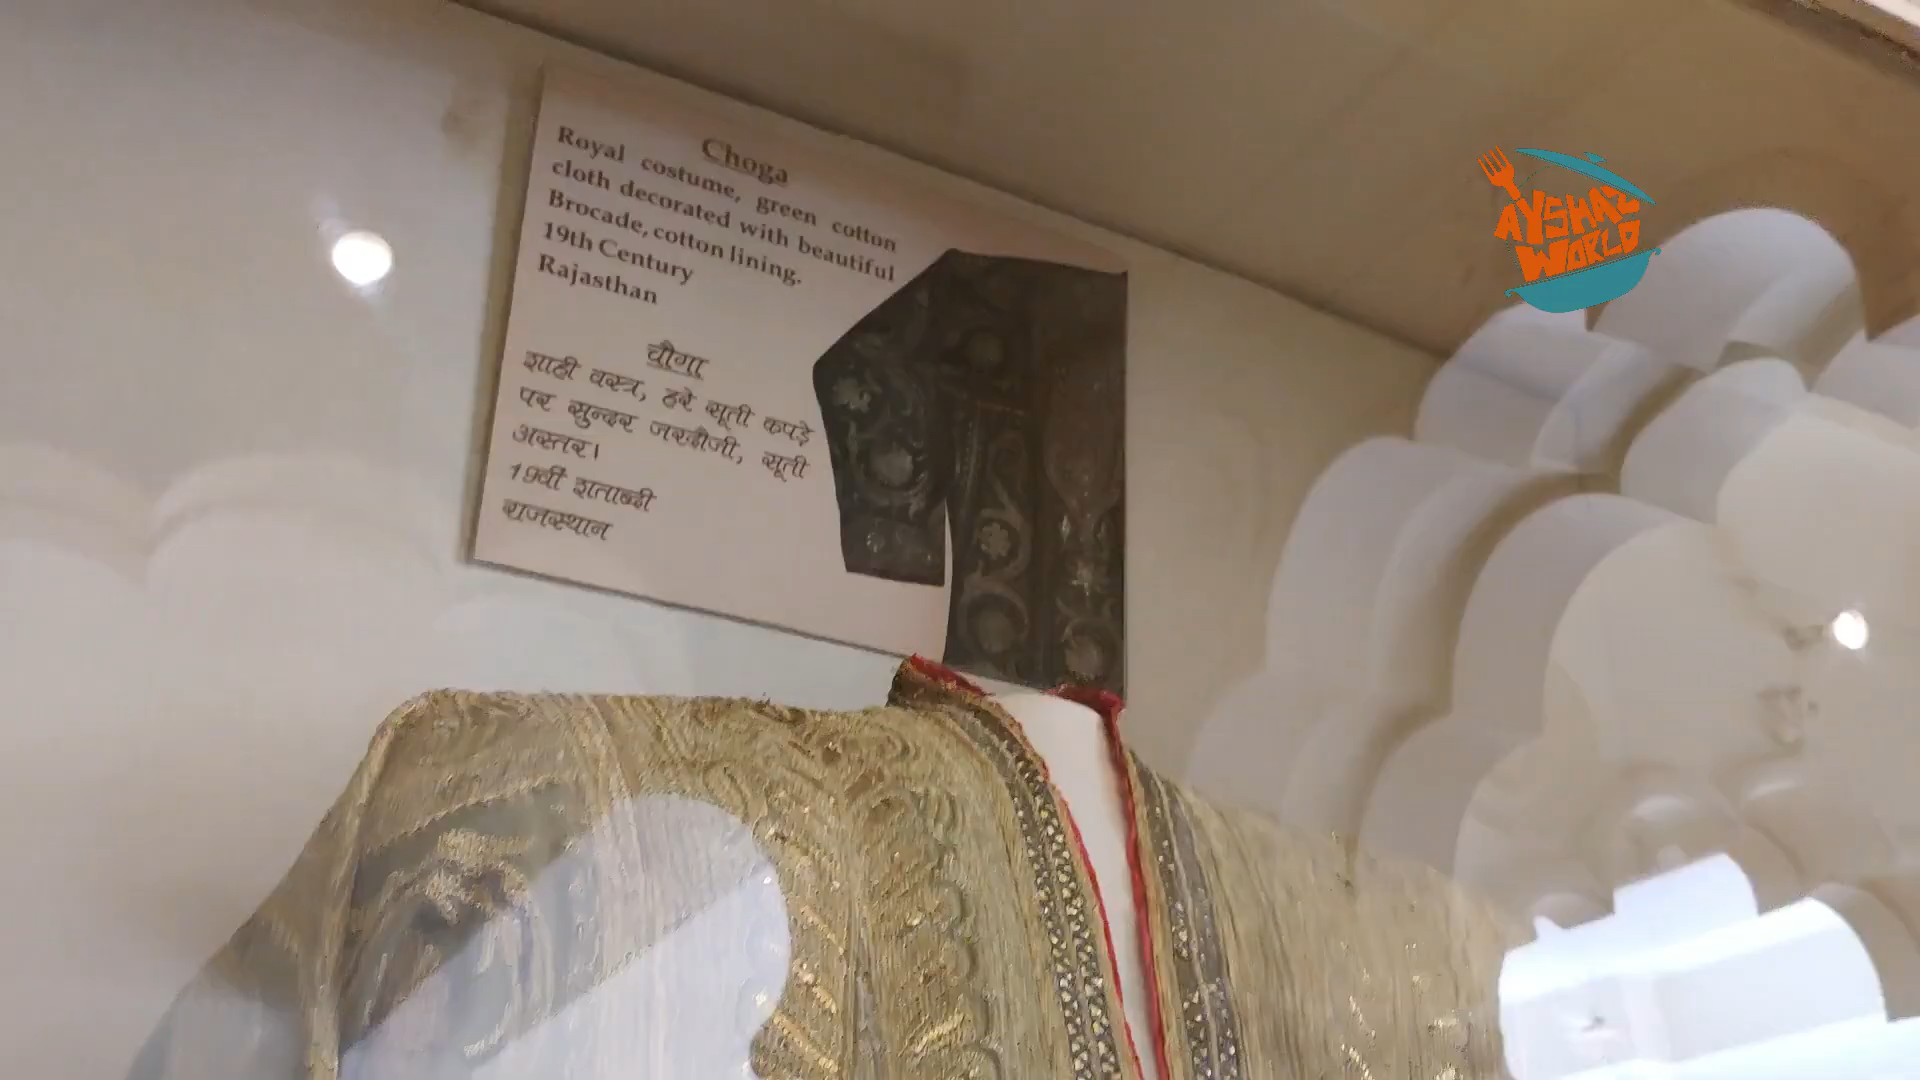 Choga
Royal costume, green cotton
cloth decorated with beautiful
Brocade, cotton lining.
19th Century
Rajasthan
चौगा
शाही वस्त्र, हरे सूती कपड़े
पर सुन्दर जरदौजी, सूती
अस्तर।
19वीं शताब्दी
राजस्थान
AYSHAZ
WORLD